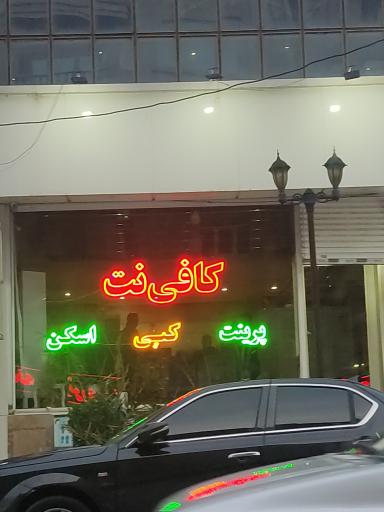 کافی نت
پرینت کپی اسکن